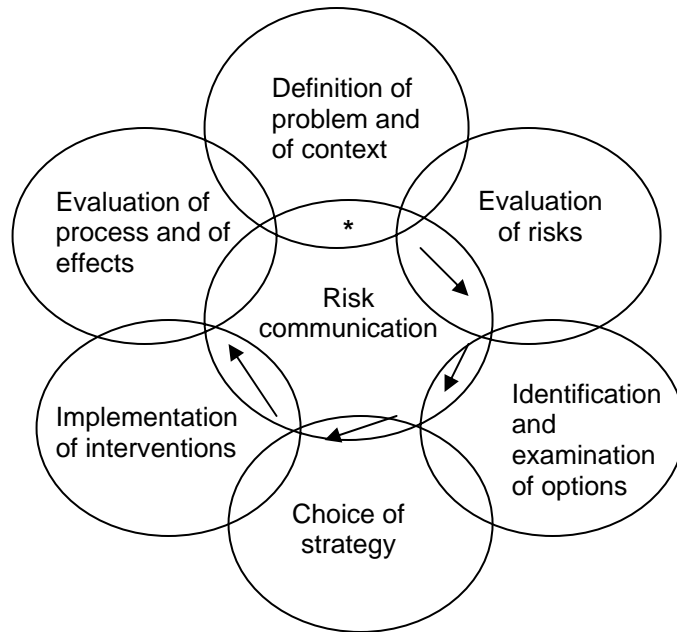 Definition of
problem and
of context
Evaluation of
process and of
effects
*
Evaluation
of risks
Risk
communication
Implementation
of interventions
Identification
and
examination
of options
Choice of
strategy